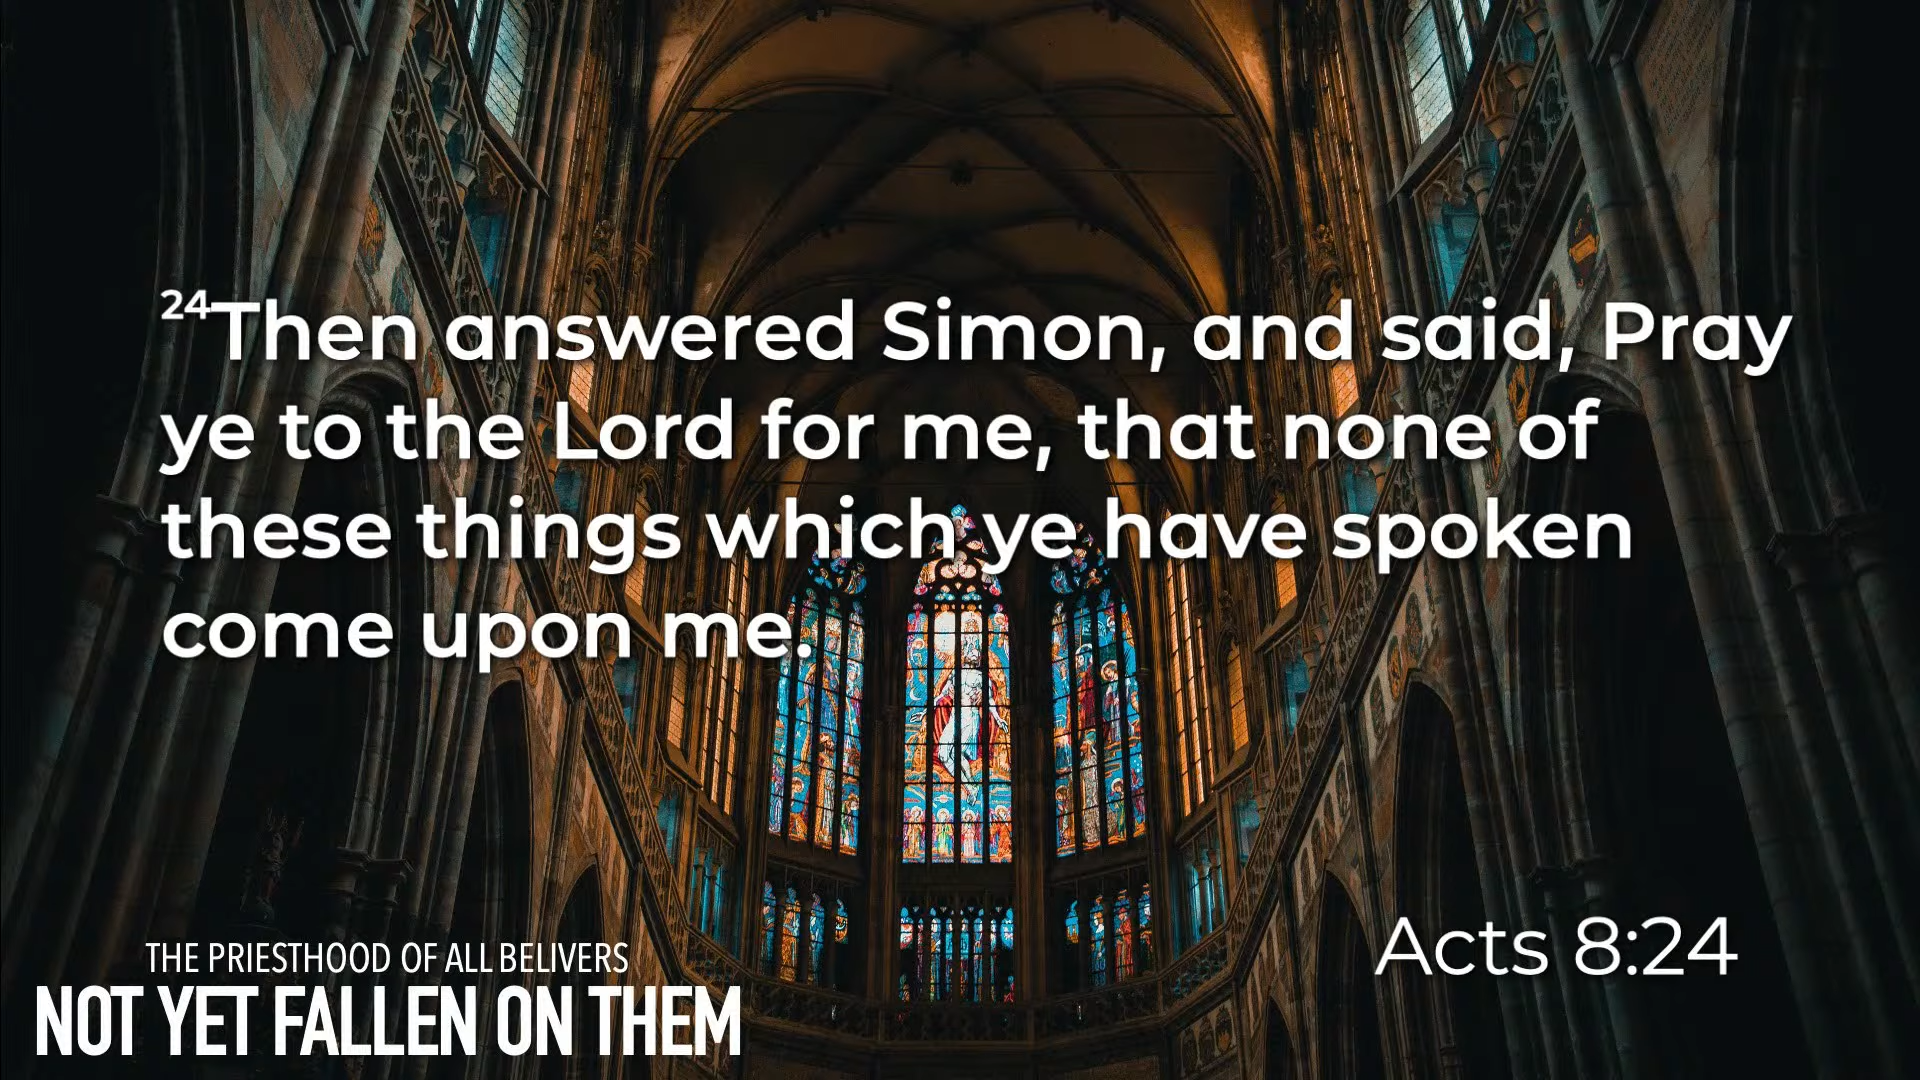 24Then answered Simon, and said, Pray
ye to the Lord for me, that none of
these things which ye have spoken
come upon me.
Acts 8:24
THE PRIESTHOOD OF ALL BELIVERS
NOT YET FALLEN ON THEM